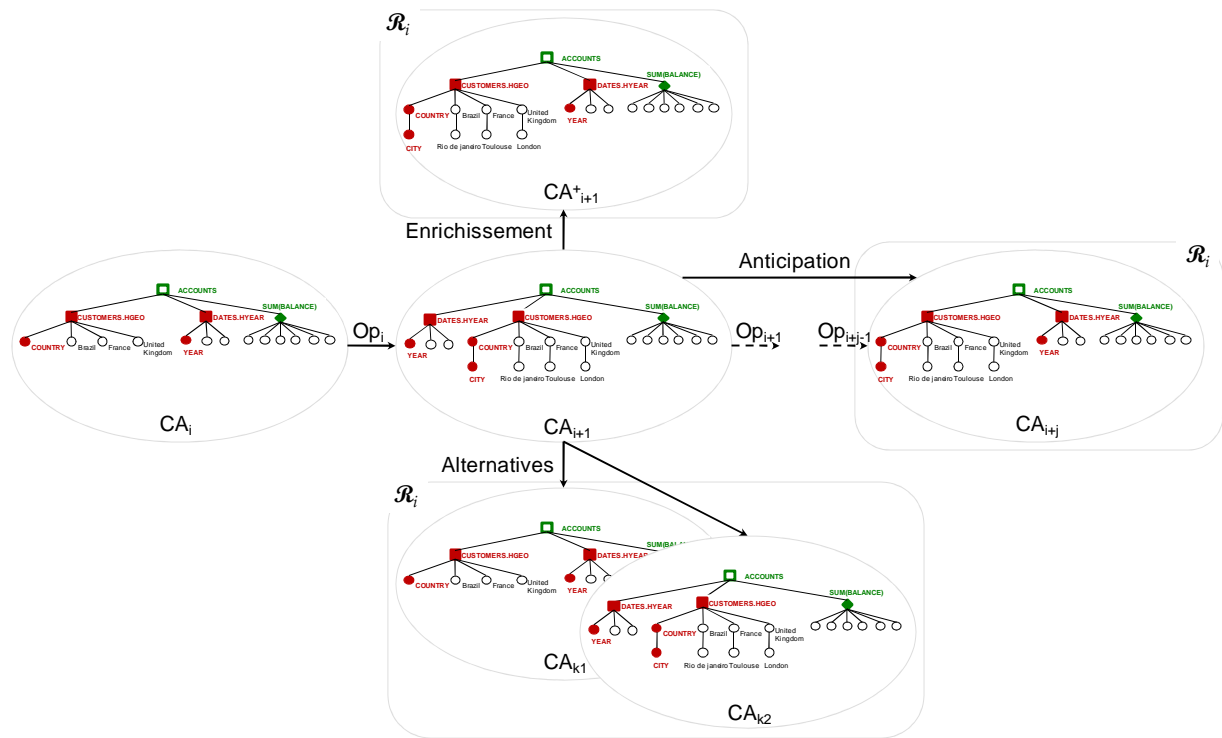 ℛi
ACCOUNTS
SUM(BALANCE)
CUSTOMERS.HGEO
DATES.HYEAR
COUNTRY
Brazil
France
United
Kingdom
YEAR
CITY
Rio de janeiro
Toulouse
London
CA+i+1
Enrichissement
Anticipation
ℛi
ACCOUNTS
SUM(BALANCE)
CUSTOMERS.HGEO
DATES.HYEAR
COUNTRY
Brazil
France
United
Kingdom
YEAR
CAi
Opi
ACCOUNTS
SUM(BALANCE)
DATES.HYEAR
CUSTOMERS.HGEO
YEAR
COUNTRY
Brazil
France
United
Kingdom
CITY
Rio de janeiro
Toulouse
London
CAi+1
Opi+1
Opi+j-1
ACCOUNTS
SUM(BALANCE)
CUSTOMERS.HGEO
DATES.HYEAR
COUNTRY
Brazil
France
United
Kingdom
YEAR
CITY
Rio de janeiro
Toulouse
London
CAi+j
Alternatives
ℛi
ACCOUNTS
SUM(BALANCE)
CUSTOMERS.HGEO
DATES.HYEAR
COUNTRY
Brazil
France
United
Kingdom
YEAR
CAk1
ACCOUNTS
SUM(BALANCE)
DATES.HYEAR
CUSTOMERS.HGEO
YEAR
COUNTRY
Brazil
France
United
Kingdom
CITY
Rio de janeiro
Toulouse
London
CAk2